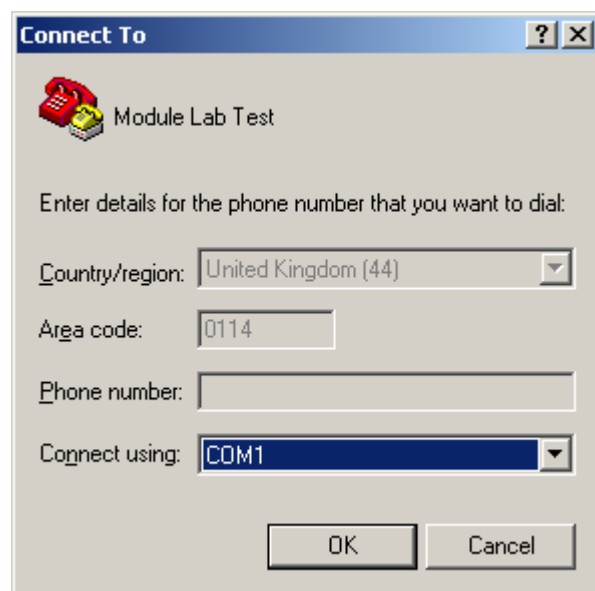 Connect To
Module Lab Test
Enter details for the phone number that you want to dial:
Country/region: United Kingdom (44)
Area code: 0114
Phone number:
Connect using: COM1
OK Cancel